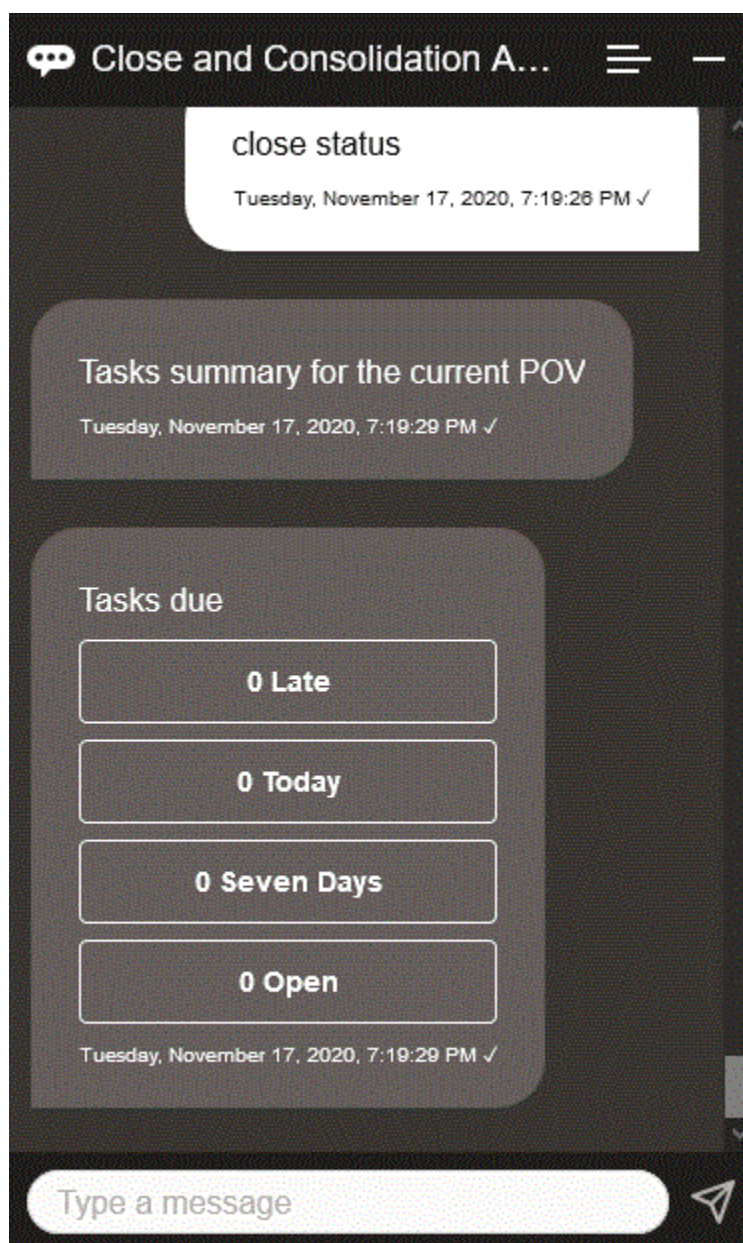 Close and Consolidation A...
close status
Tuesday, November 17, 2020, 7:19:26 PM ✓
Tasks summary for the current POV
Tuesday, November 17, 2020, 7:19:29 PM ✓
Tasks due
0 Late
0 Today
0 Seven Days
0 Open
Tuesday, November 17, 2020, 7:19:29 PM ✓
Type a message